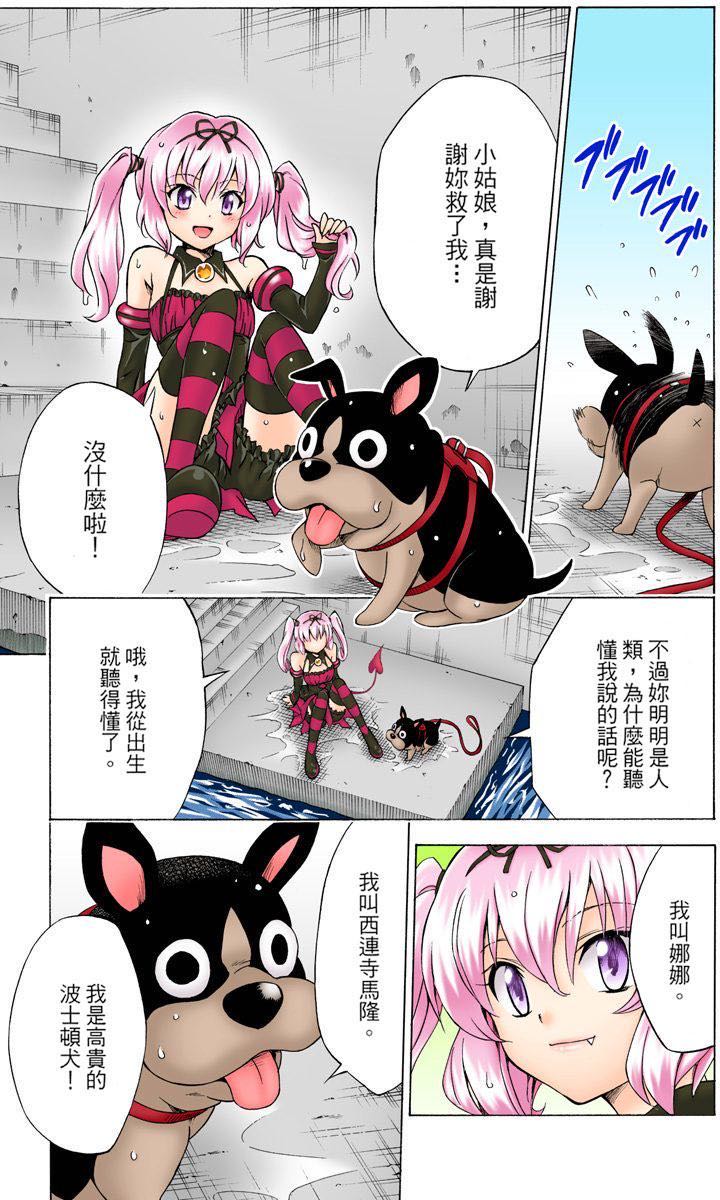 ブブブブッ
小姑娘，真是謝
謝妳救了我…
沒什麼啦！
不過妳明明是人
類，為什麼能聽
懂我說的話呢？
哦，我從出生
就聽得懂了。
我叫娜娜。
我叫西連寺馬隆。
我是高貴的
波士頓犬！